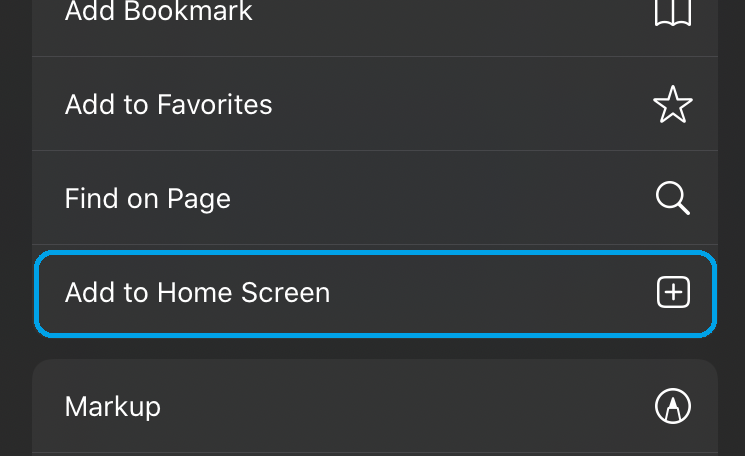 Add Bookmark
Add to Favorites
Find on Page
Add to Home Screen
Markup